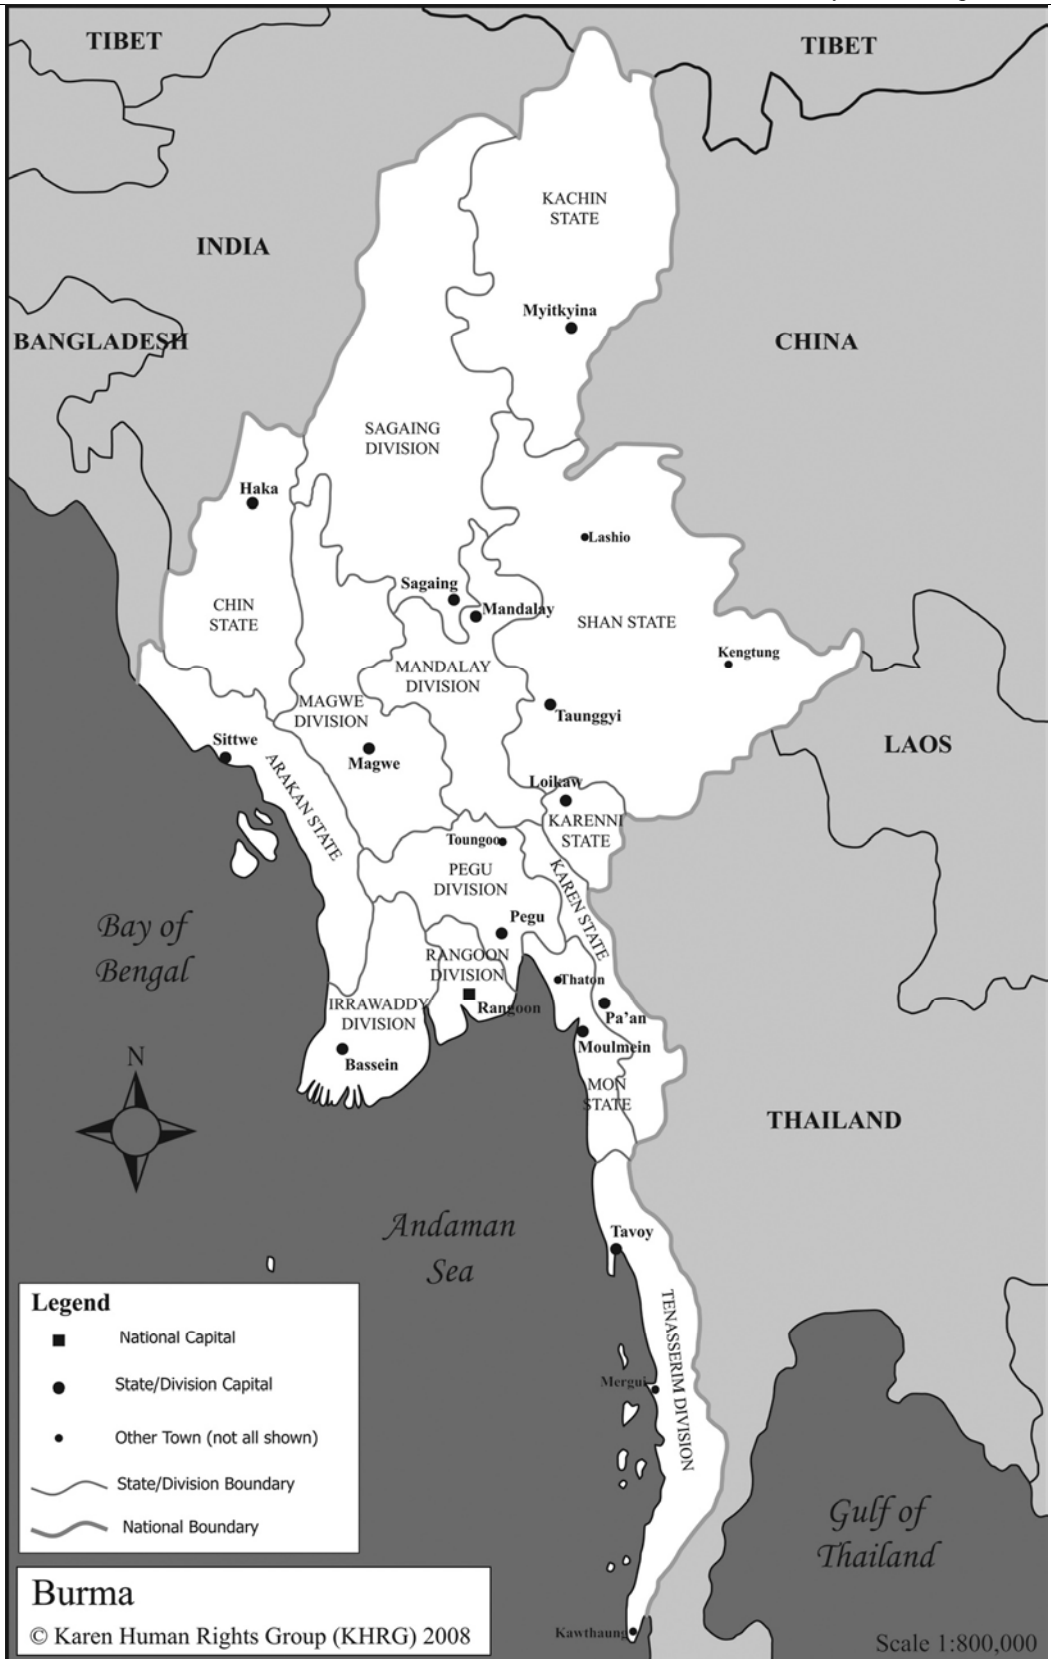 TIBET
TIBET
KACHIN
STATE
INDIA
Myitkyina
BANGLADESH
CHINA
SAGAING
DIVISION
Haka
Lashio
Sagaing
Mandalay
CHIN
STATE
SHAN STATE
Kengtung
MANDALAY
DIVISION
MAGWE
DIVISION
Taunggyi
Sittwe
Magwe
LAOS
ARAKAN STATE
Loikaw
KARENNI
STATE
Toungoo
PEGU
DIVISION
KAREN STATE
Pegu
Bay of
Bengal
RANGOON
DIVISION
Thaton
IRRAWADDY
DIVISION
Rangoon
Pa'an
Moulmein
Bassein
N
MON
STATE
THAILAND
Andaman
Sea
Tavoy
TENASSERIM DIVISION
Mergui
Legend
National Capital
State/Division Capital
Other Town (not all shown)
State/Division Boundary
National Boundary
Gulf of
Thailand
Burma
© Karen Human Rights Group (KHRG) 2008
Kawthaung
Scale 1:800,000